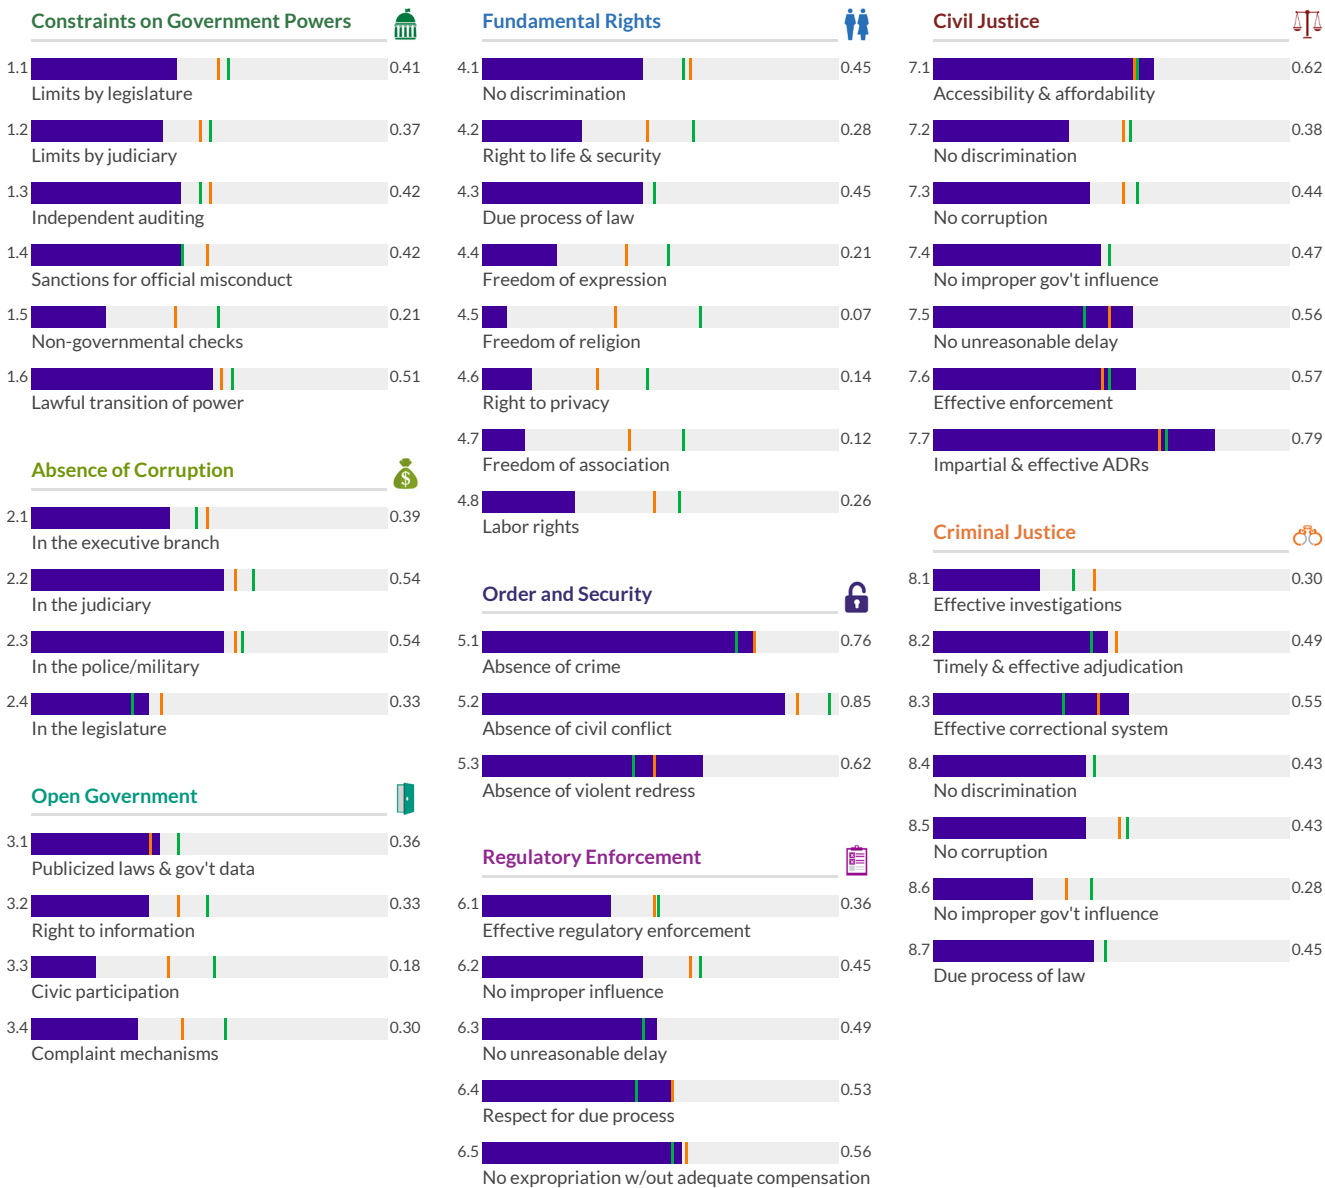 Constraints on Government Powers
1.1 0.41
Limits by legislature
1.2 0.37
Limits by judiciary
1.3 0.42
Independent auditing
1.4 0.42
Sanctions for official misconduct
1.5 0.21
Non-governmental checks
1.6 0.51
Lawful transition of power
Absence of Corruption
$
2.1 0.39
In the executive branch
2.2 0.54
In the judiciary
2.3 0.54
In the police/military
2.4 0.33
In the legislature
Open Government
3.1 0.36
Publicized laws & gov't data
3.2 0.33
Right to information
3.3 0.18
Civic participation
3.4 0.30
Complaint mechanisms
Fundamental Rights
4.1 0.45
No discrimination
4.2 0.28
Right to life & security
4.3 0.45
Due process of law
4.4 0.21
Freedom of expression
4.5 0.07
Freedom of religion
4.6 0.14
Right to privacy
4.7 0.12
Freedom of association
4.8 0.26
Labor rights
Order and Security
5.1 0.76
Absence of crime
5.2 0.85
Absence of civil conflict
5.3 0.62
Absence of violent redress
Regulatory Enforcement
6.1 0.36
Effective regulatory enforcement
6.2 0.45
No improper influence
6.3 0.49
No unreasonable delay
6.4 0.53
Respect for due process
6.5 0.56
No expropriation w/out adequate compensation
Civil Justice
7.1 0.62
Accessibility & affordability
7.2 0.38
No discrimination
7.3 0.44
No corruption
7.4 0.47
No improper gov't influence
7.5 0.56
No unreasonable delay
7.6 0.57
Effective enforcement
7.7 0.79
Impartial & effective ADRs
Criminal Justice
8.1 0.30
Effective investigations
8.2 0.49
Timely & effective adjudication
8.3 0.55
Effective correctional system
8.4 0.43
No discrimination
8.5 0.43
No corruption
8.6 0.28
No improper gov't influence
8.7 0.45
Due process of law